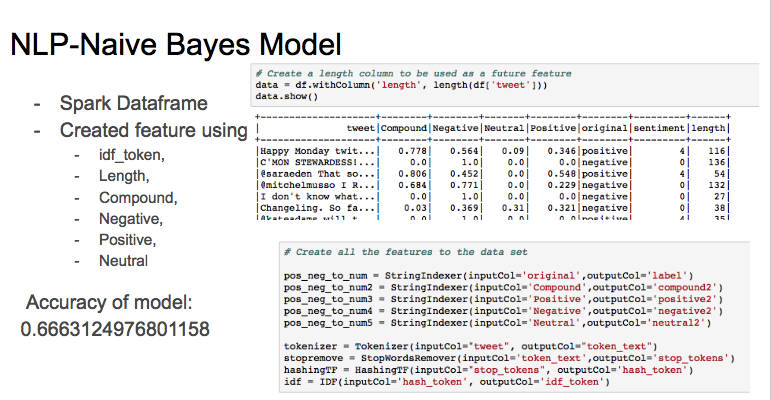 NLP-Naive Bayes Model
- Spark Dataframe
- Created feature using
- idf_token,
- Length,
- Compound,
- Negative,
- Positive,
- Neutral
Accuracy of model:
0.6663124976801158
# Create a length column to be used as a future feature
data = df.withColumn('length', length(df['tweet']))
data.show()
+--------------------+--------+--------+-------+--------+--------+---------+------+
| tweet|Compound|Negative|Neutral|Positive|original|sentiment|length|
+--------------------+--------+--------+-------+--------+--------+---------+------+
|Happy Monday twit...| 0.778| 0.564| 0.09| 0.346|positive| 4| 116|
|C'MON STEWARDESS!...| 0.0| 1.0| 0.0| 0.0|negative| 0| 136|
|@saraeden That so...| 0.806| 0.452| 0.0| 0.548|positive| 4| 54|
|@mitchelmusso I R...| 0.684| 0.771| 0.0| 0.229|negative| 0| 132|
|I don't know what...| 0.0| 1.0| 0.0| 0.0|negative| 0| 27|
|Changeling. So fa...| 0.03| 0.369| 0.31| 0.321|negative| 0| 38|
|@kateadams will t...| 0.0| 1.0| 0.0| 0.0|positive| 4| 35|
# Create all the features to the data set
pos_neg_to_num = StringIndexer(inputCol='original',outputCol='label')
pos_neg_to_num2 = StringIndexer(inputCol='Compound',outputCol='compound2')
pos_neg_to_num3 = StringIndexer(inputCol='Positive',outputCol='positive2')
pos_neg_to_num4 = StringIndexer(inputCol='Negative',outputCol='negative2')
pos_neg_to_num5 = StringIndexer(inputCol='Neutral',outputCol='neutral2')
tokenizer = Tokenizer(inputCol="tweet", outputCol="token_text")
stopremove = StopWordsRemover(inputCol='token_text',outputCol='stop_tokens')
hashingTF = HashingTF(inputCol="stop_tokens", outputCol='hash_token')
idf = IDF(inputCol='hash_token', outputCol='idf_token')